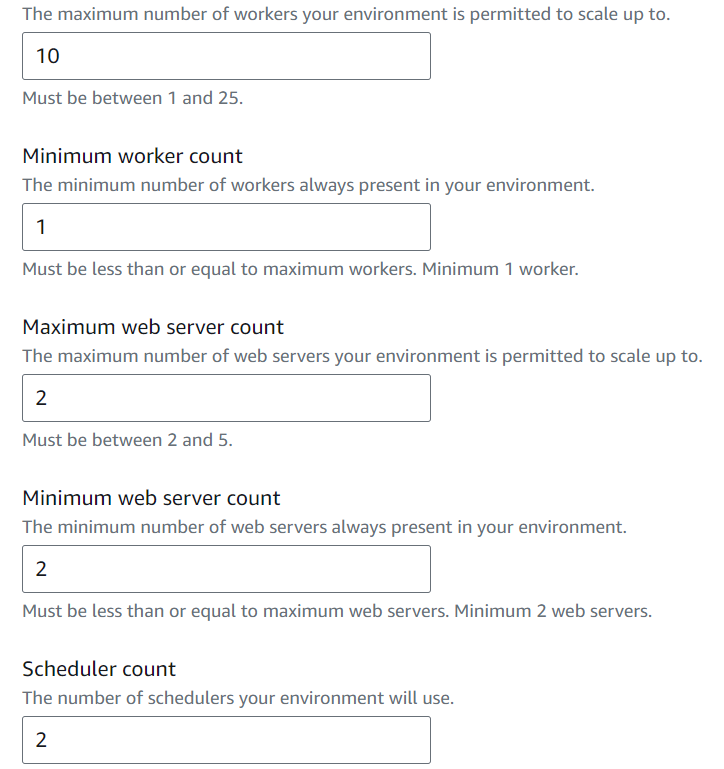 The maximum number of workers your environment is permitted to scale up to.
10
Must be between 1 and 25.
Minimum worker count
The minimum number of workers always present in your environment.
1
Must be less than or equal to maximum workers. Minimum 1 worker.
Maximum web server count
The maximum number of web servers your environment is permitted to scale up to.
2
Must be between 2 and 5.
Minimum web server count
The minimum number of web servers always present in your environment.
2
Must be less than or equal to maximum web servers. Minimum 2 web servers.
Scheduler count
The number of schedulers your environment will use.
2